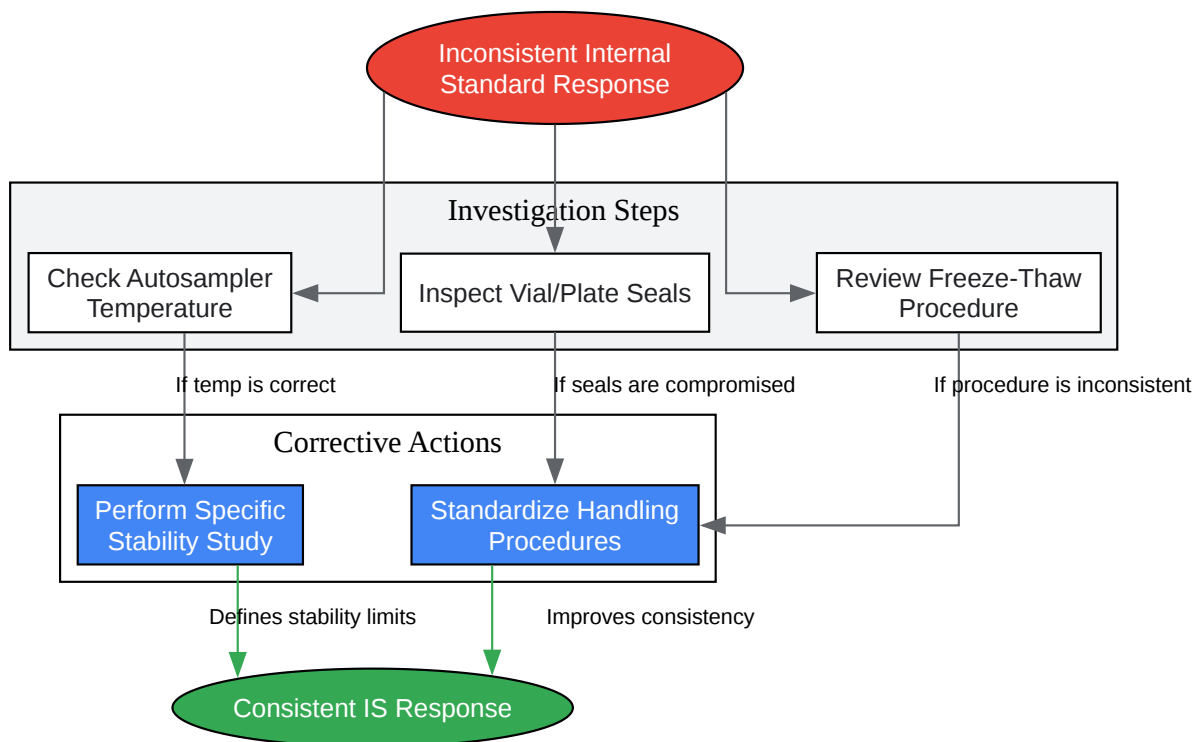 Inconsistent Internal
Standard Response
Investigation Steps
Check Autosampler
Temperature
Inspect Vial/Plate Seals
Review Freeze-Thaw
Procedure
If temp is correct
If seals are compromised
If procedure is inconsistent
Corrective Actions
Perform Specific
Stability Study
Standardize Handling
Procedures
Defines stability limits
Improves consistency
Consistent IS Response